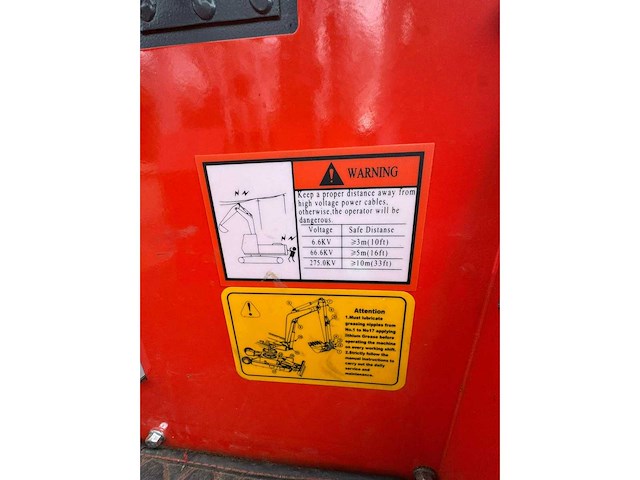 WARNING
Keep a proper distance away from
high voltage power cables,
otherwise,the operator will be
dangerous.
Voltage Safe Distanse
6.6KV ≥3m(10ft)
66.6KV ≥5m(16ft)
275.0KV ≥10m(33ft)
Attention
1.Must lubricate
greasing nipples from
No.1 to No17 applying
lithium Grease before
operating the machine
on every working shift.
2.Strictly follow the
manual instructions to
carry out the daily
service and
maintenance.